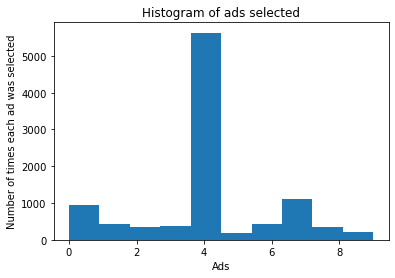 Histogram of ads selected
Number of times each ad was selected
5000
4000
3000
2000
1000
0
0 2 4 6 8
Ads